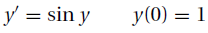 y′ = sin y y(0) = 1